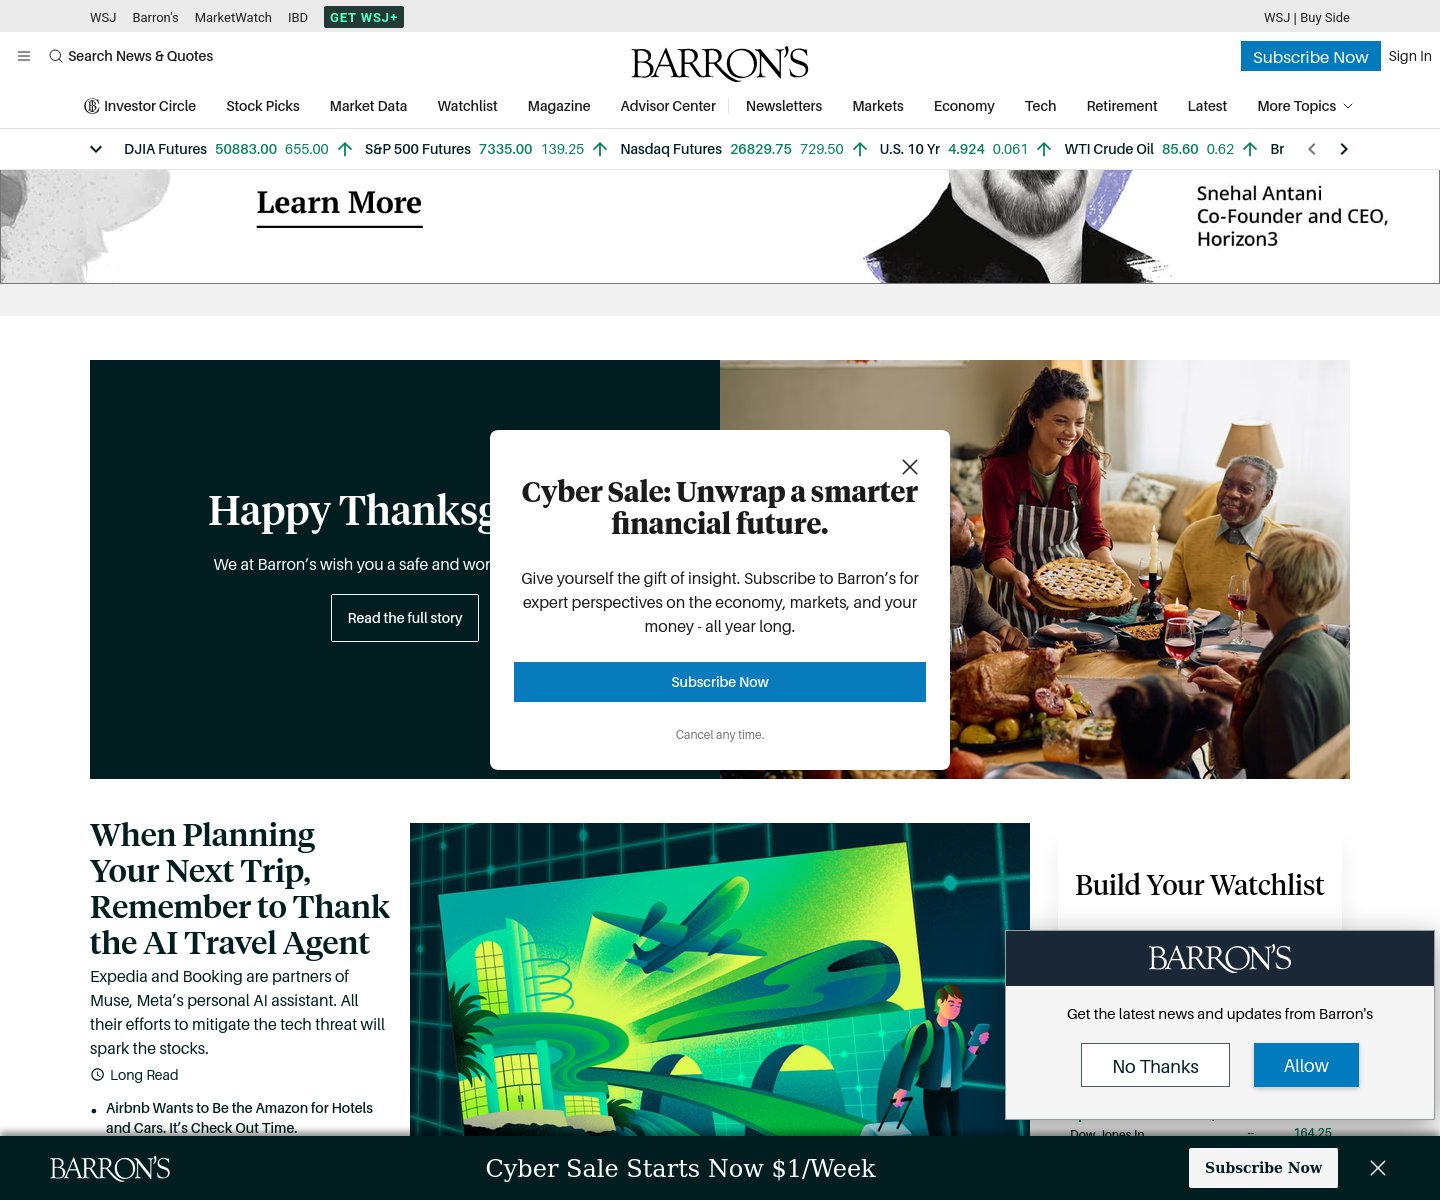 WSJ Barron's MarketWatch IBD GET WSJ+ WSJ | Buy Side
Search News & Quotes BARRON'S Subscribe Now Sign In
Investor Circle Stock Picks Market Data Watchlist Magazine Advisor Center Newsletters Markets Economy Tech Retirement Latest More Topics
DJIA Futures 50883.00 655.00 S&P 500 Futures 7335.00 139.25 Nasdaq Futures 26829.75 729.50 U.S. 10 Yr 4.924 0.061 WTI Crude Oil 85.60 0.62 Br
Learn More
Snehal Antani
Co-Founder and CEO,
Horizon3
Happy Thanksg
We at Barron’s wish you a safe and wor
Read the full story
Cyber Sale: Unwrap a smarter
financial future.
Give yourself the gift of insight. Subscribe to Barron’s for
expert perspectives on the economy, markets, and your
money - all year long.
Subscribe Now
Cancel any time.
When Planning
Your Next Trip,
Remember to Thank
the AI Travel Agent
Expedia and Booking are partners of
Muse, Meta’s personal AI assistant. All
their efforts to mitigate the tech threat will
spark the stocks.
Long Read
• Airbnb Wants to Be the Amazon for Hotels
and Cars. It’s Check Out Time.
Build Your Watchlist
BARRON'S
Get the latest news and updates from Barron's
No Thanks Allow
Dow Jones In -- 164.25
BARRON'S Cyber Sale Starts Now $1/Week Subscribe Now